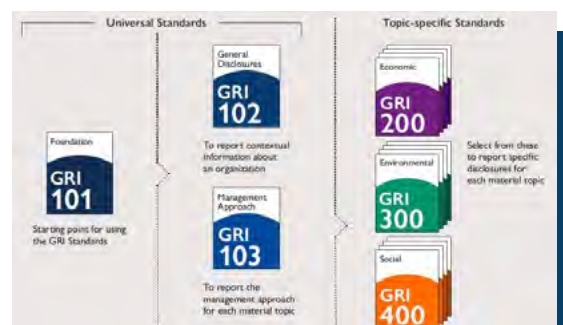 Universal Standards
Topic-specific Standards
Foundation
GRI
101
Starting point for using
the GRI Standards
General
Disclosures
GRI
102
To report contextual
information about
an organization
Management
Approach
GRI
103
To report the
management approach
for each material topic
Economic
GRI
200
Environmental
GRI
300
Social
GRI
400
Select from these
to report specific
disclosures for
each material topic